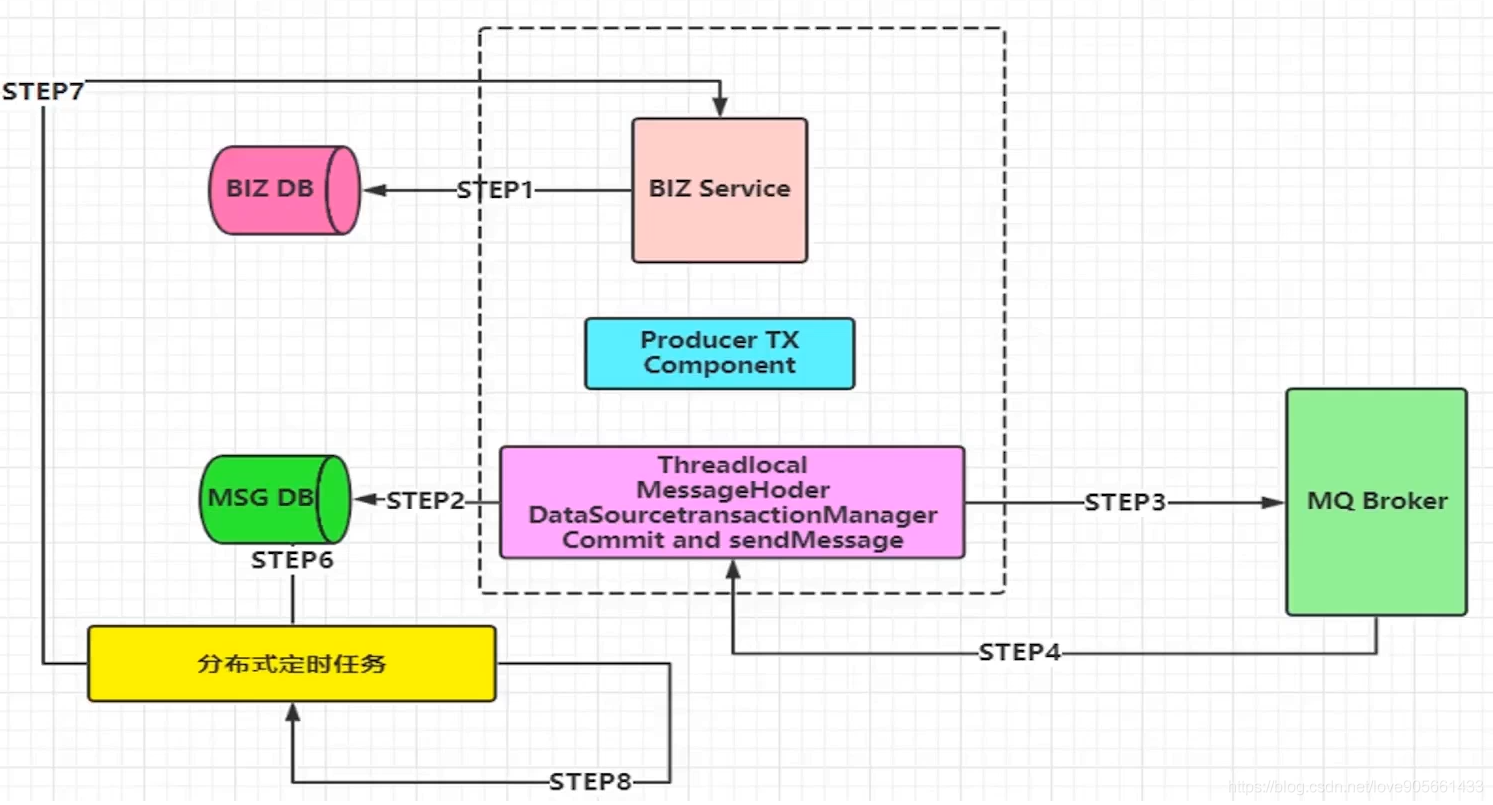 STEP7
BIZ DB
STEP1
BIZ Service
Producer TX
Component
Threadlocal
MessageHoder
DataSourcetransactionManager
Commit and sendMessage
MSG DB
STEP2
STEP3
MQ Broker
STEP6
分布式定时任务
STEP4
STEP8
https://blog.csdn.net/love905661433